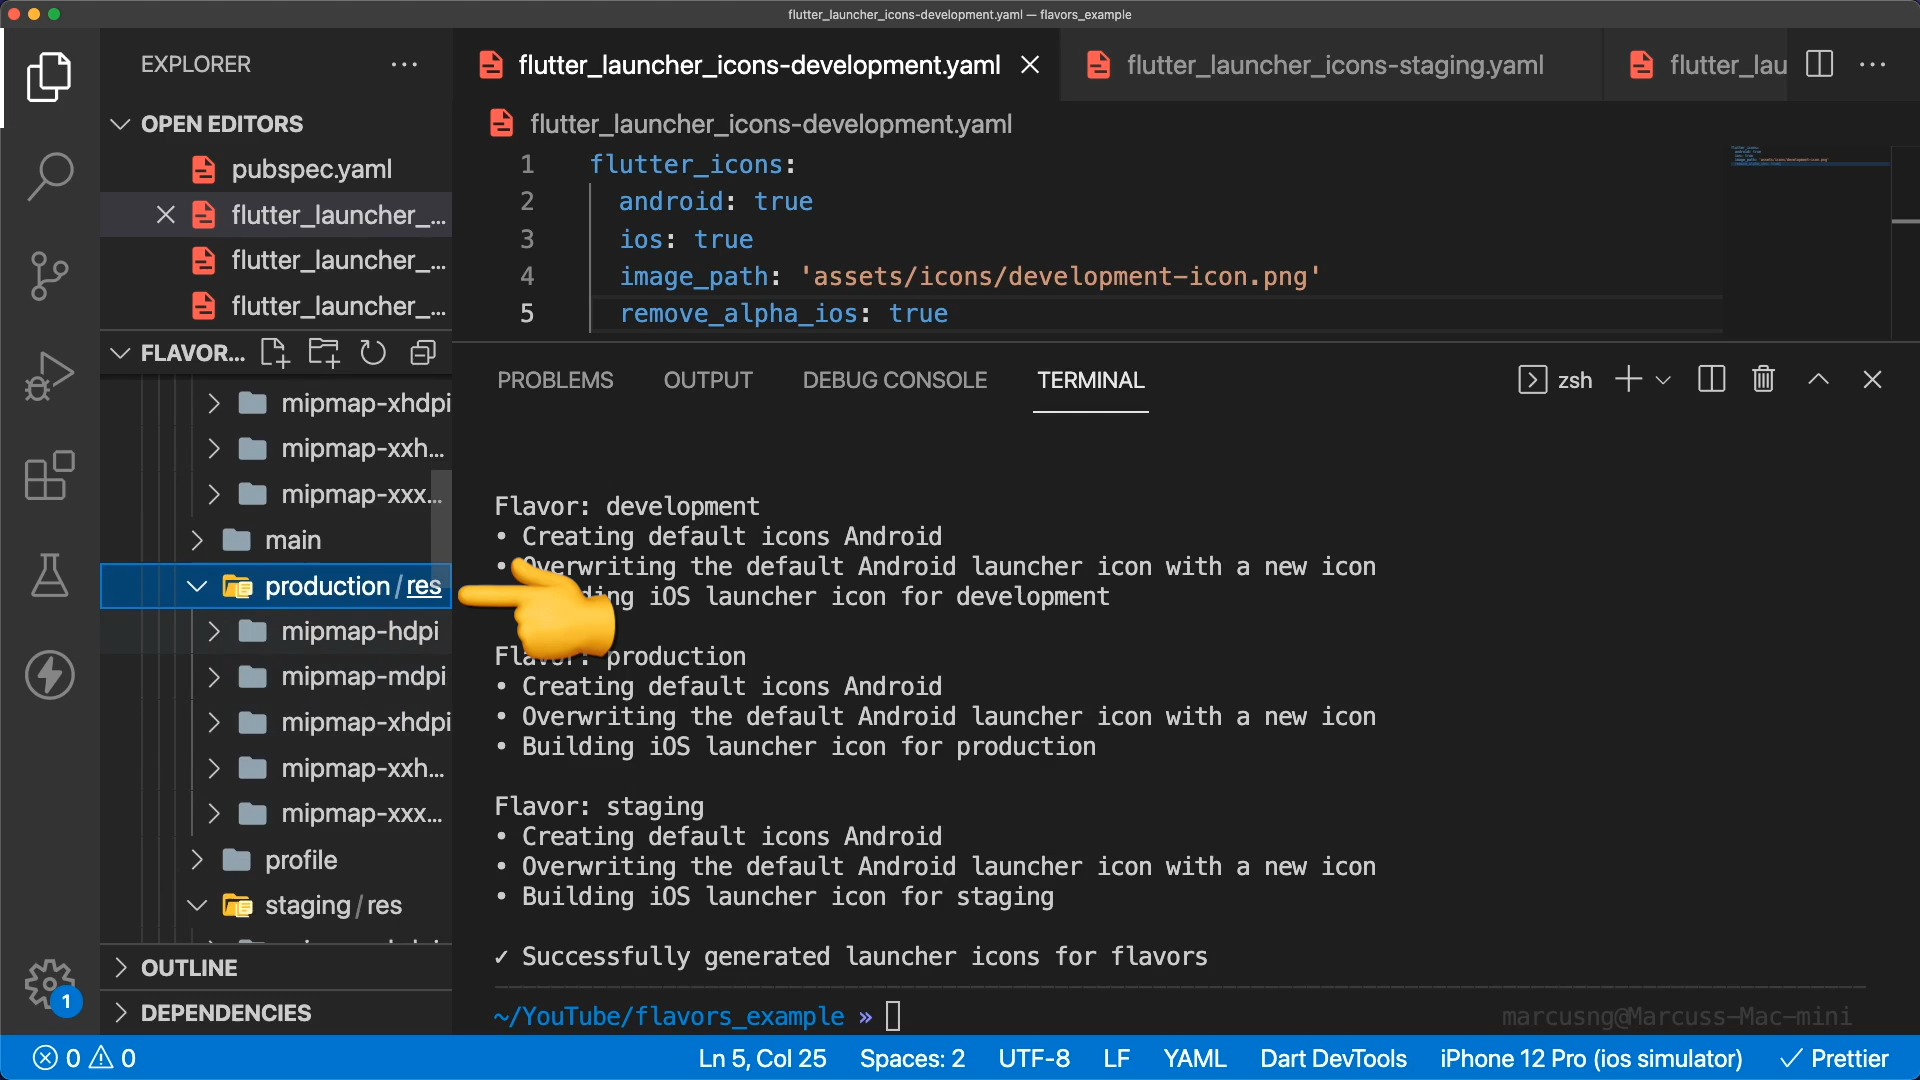 flutter_launcher_icons-development.yaml — flavors_example
EXPLORER
OPEN EDITORS
pubspec.yaml
flutter_launcher_...
flutter_launcher_...
flutter_launcher_...
FLAVOR...
mipmap-xhdpi
mipmap-xxh...
mipmap-xxx...
main
production/res
mipmap-hdpi
mipmap-mdpi
mipmap-xhdpi
mipmap-xxh...
mipmap-xxx...
profile
staging/res
OUTLINE
DEPENDENCIES
1
flutter_launcher_icons-development.yaml
flutter_launcher_icons-staging.yaml
flutter_lau
flutter_launcher_icons-development.yaml
1 flutter_icons:
2 android: true
3 ios: true
4 image_path: 'assets/icons/development-icon.png'
5 remove_alpha_ios: true
PROBLEMS OUTPUT DEBUG CONSOLE TERMINAL
zsh
Flavor: development
• Creating default icons Android
• Overwriting the default Android launcher icon with a new icon
iOS launcher icon for development
Flavor: production
• Creating default icons Android
• Overwriting the default Android launcher icon with a new icon
• Building iOS launcher icon for production
Flavor: staging
• Creating default icons Android
• Overwriting the default Android launcher icon with a new icon
• Building iOS launcher icon for staging
✓ Successfully generated launcher icons for flavors
~/YouTube/flavors_example »
marcusng@Marcuss-Mac-mini
0 0
Ln 5, Col 25 Spaces: 2 UTF-8 LF YAML Dart DevTools iPhone 12 Pro (ios simulator) ✓ Prettier